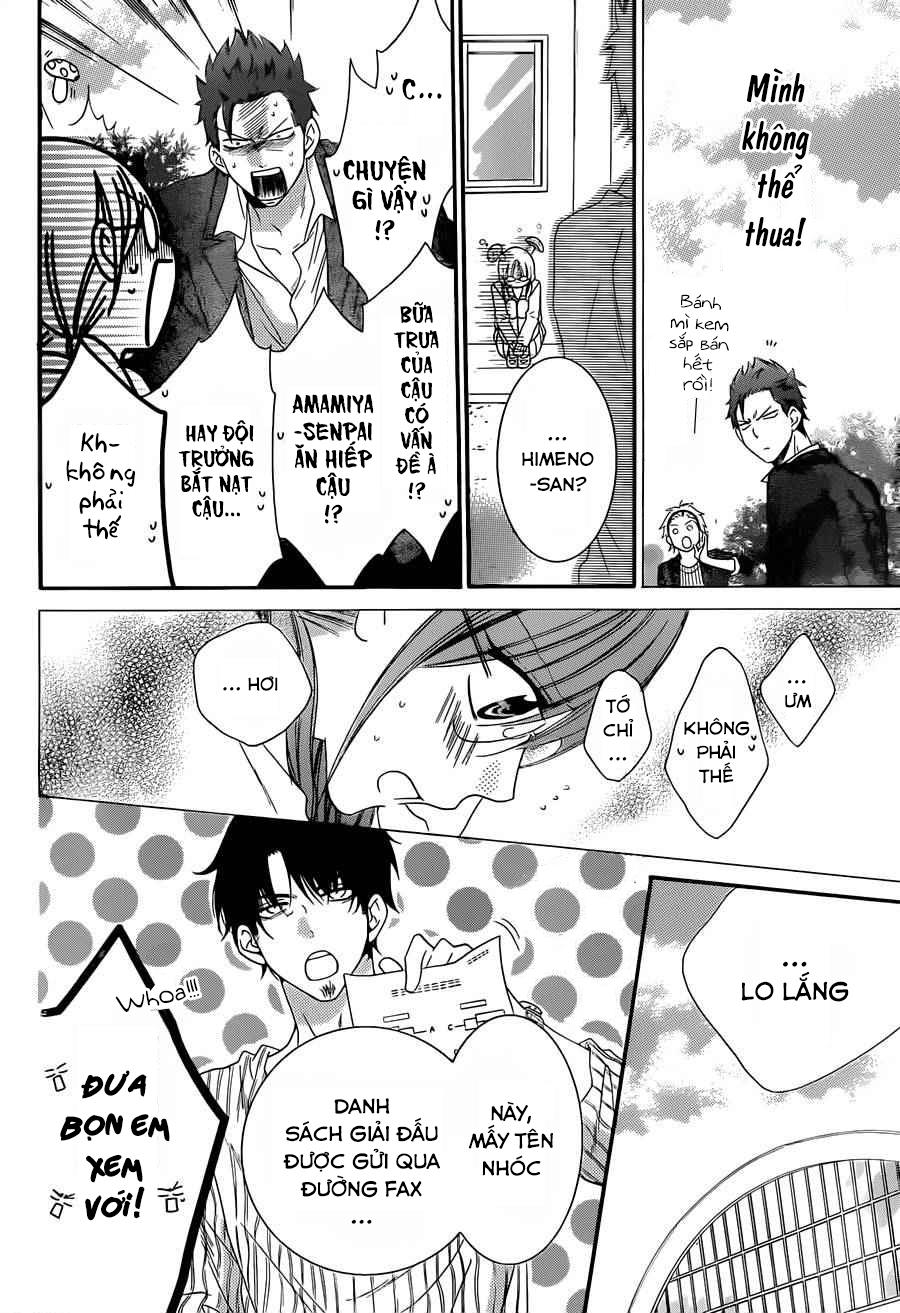 Mình
không
thể
thua!
Bánh
mì kem
sắp bán
hết
rồi!
...
HIMENO
-SAN?
C...
CHUYỆN
GÌ VẬY
!?
BỮA
TRƯA
CỦA
CẬU CÓ
VẤN
ĐỀ À
!?
AMAMIYA
-SENPAI
ĂN HIẾP
CẬU
!?
HAY ĐỘI
TRƯỞNG
BẮT NẠT
CẬU...
Kh-
không
phải
thế
...
ƯM
KHÔNG
PHẢI
THẾ
TỚ
CHỈ
...
... HƠI
...
LO LẮNG
NÀY,
MẤY TÊN
NHÓC
DANH
SÁCH GIẢI ĐẤU
ĐƯỢC GỬI QUA
ĐƯỜNG FAX
...
A C
Whoa!!!
ĐƯA
BỌN EM
XEM
VỚI!